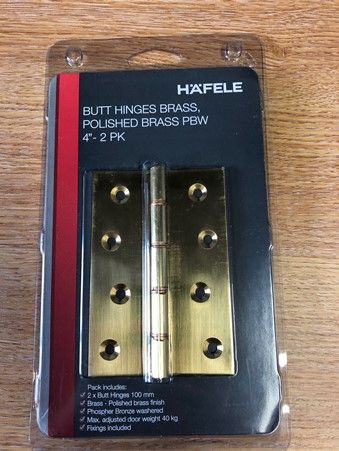 HÄFELE
BUTT HINGES BRASS,
POLISHED BRASS PBW
4"- 2 PK
Pack includes:
2 x Butt Hinges 100 mm
Brass - Polished brass finish
Phosphor Bronze washered
Max. adjusted door weight 40 kg
Fixings included